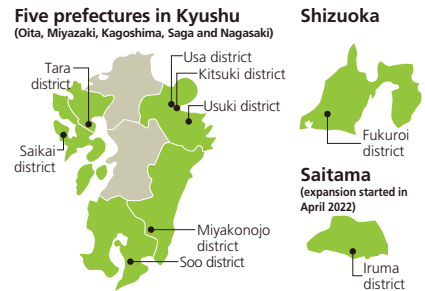 Five prefectures in Kyushu
(Oita, Miyazaki, Kagoshima, Saga and Nagasaki)
Tara
district
Usa district
Kitsuki district
Usuki district
Saikai
district
Miyakonojo
district
Soo district
Shizuoka
Fukuroi
district
Saitama
(expansion started in
April 2022)
Iruma
district